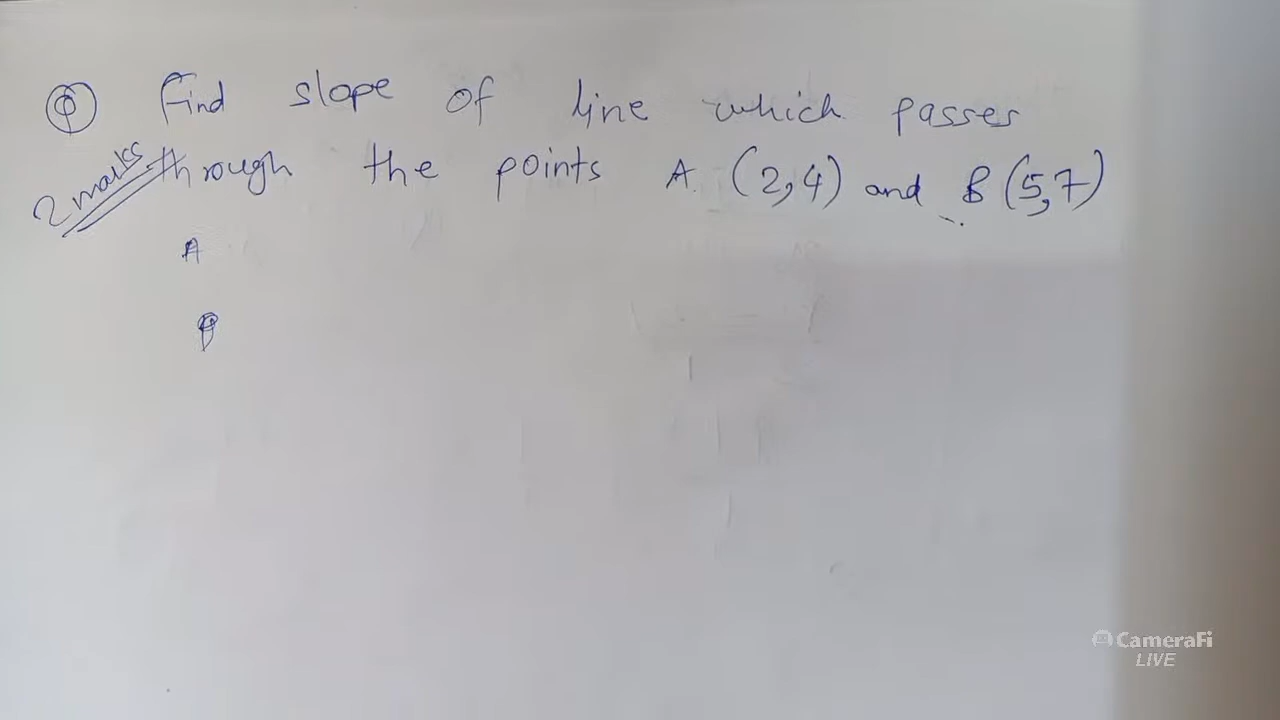 Q Find slope of line which passes
through the points A (2,4) and B (5,7)
2 marks
A
CameraFi
LIVE